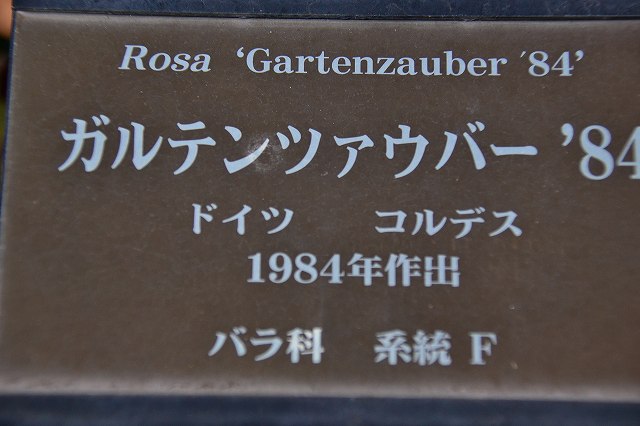 Rosa ‘Gartenzauber ´84’
ガルテンツァウバー ’84
ドイツ　　コルデス
1984年作出
バラ科　系統 F